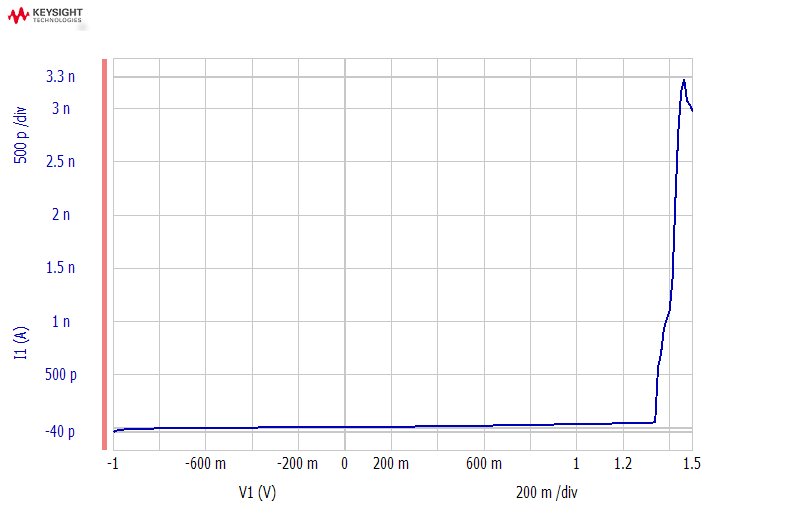 KEYSIGHT
TECHNOLOGIES
3.3 n
3 n
2.5 n
2 n
1.5 n
1 n
500 p
-40 p
500 p /div
I1 (A)
-1
-600 m
-200 m
0
200 m
600 m
1
1.2
1.5
V1 (V)
200 m /div